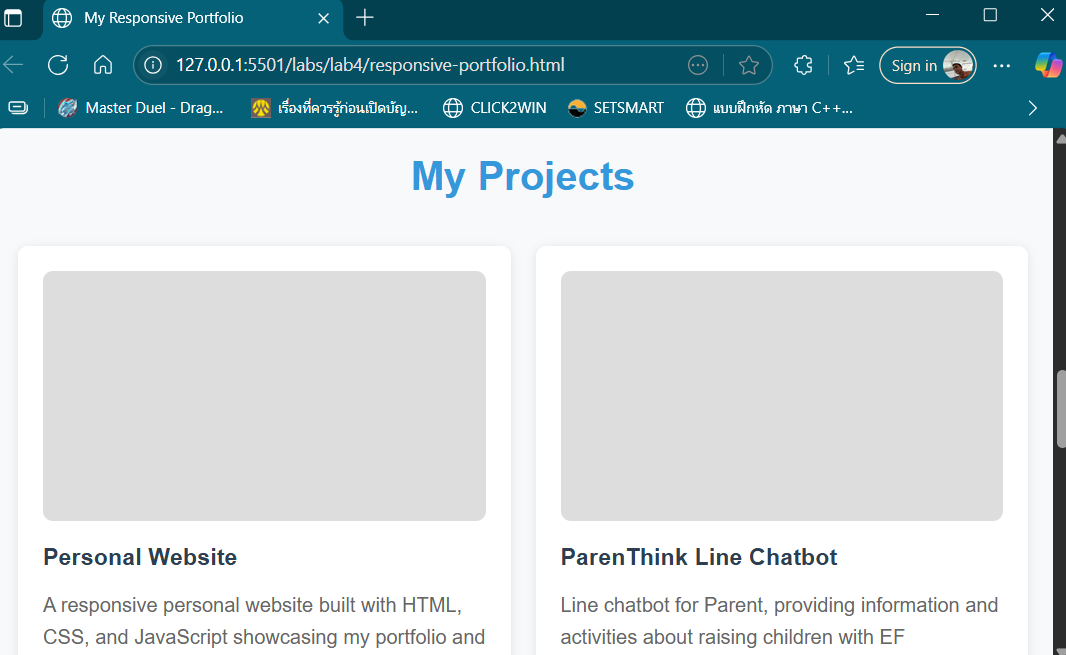 My Responsive Portfolio
127.0.0.1:5501/labs/lab4/responsive-portfolio.html
Sign in
Master Duel - Drag...
เรื่องที่ควรรู้ก่อนเปิดบัญ...
CLICK2WIN
SETSMART
แบบฝึกหัด ภาษา C++...
My Projects
Personal Website
A responsive personal website built with HTML,
CSS, and JavaScript showcasing my portfolio and
ParenThink Line Chatbot
Line chatbot for Parent, providing information and
activities about raising children with EF